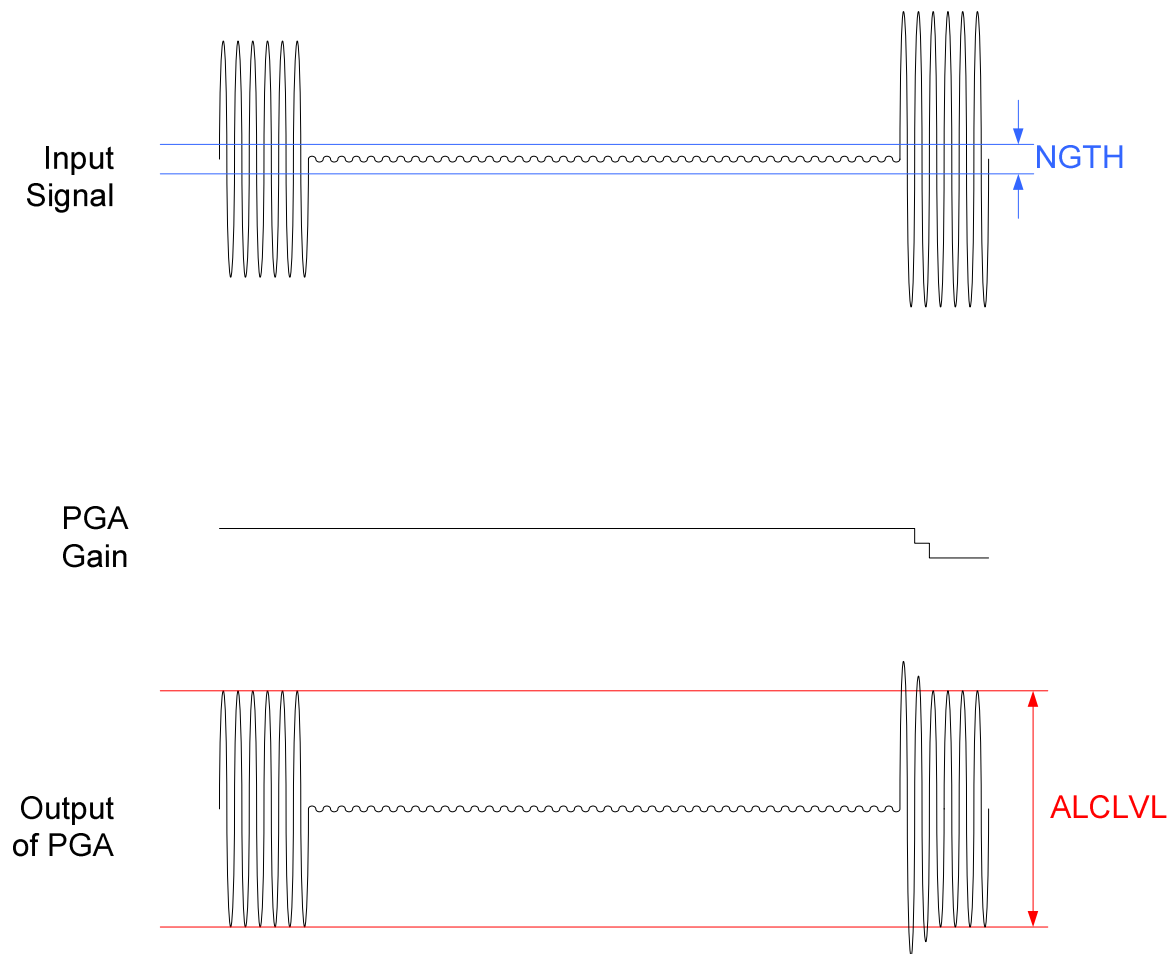 Input
Signal
NGTH
PGA
Gain
Output
of PGA
ALCLVL